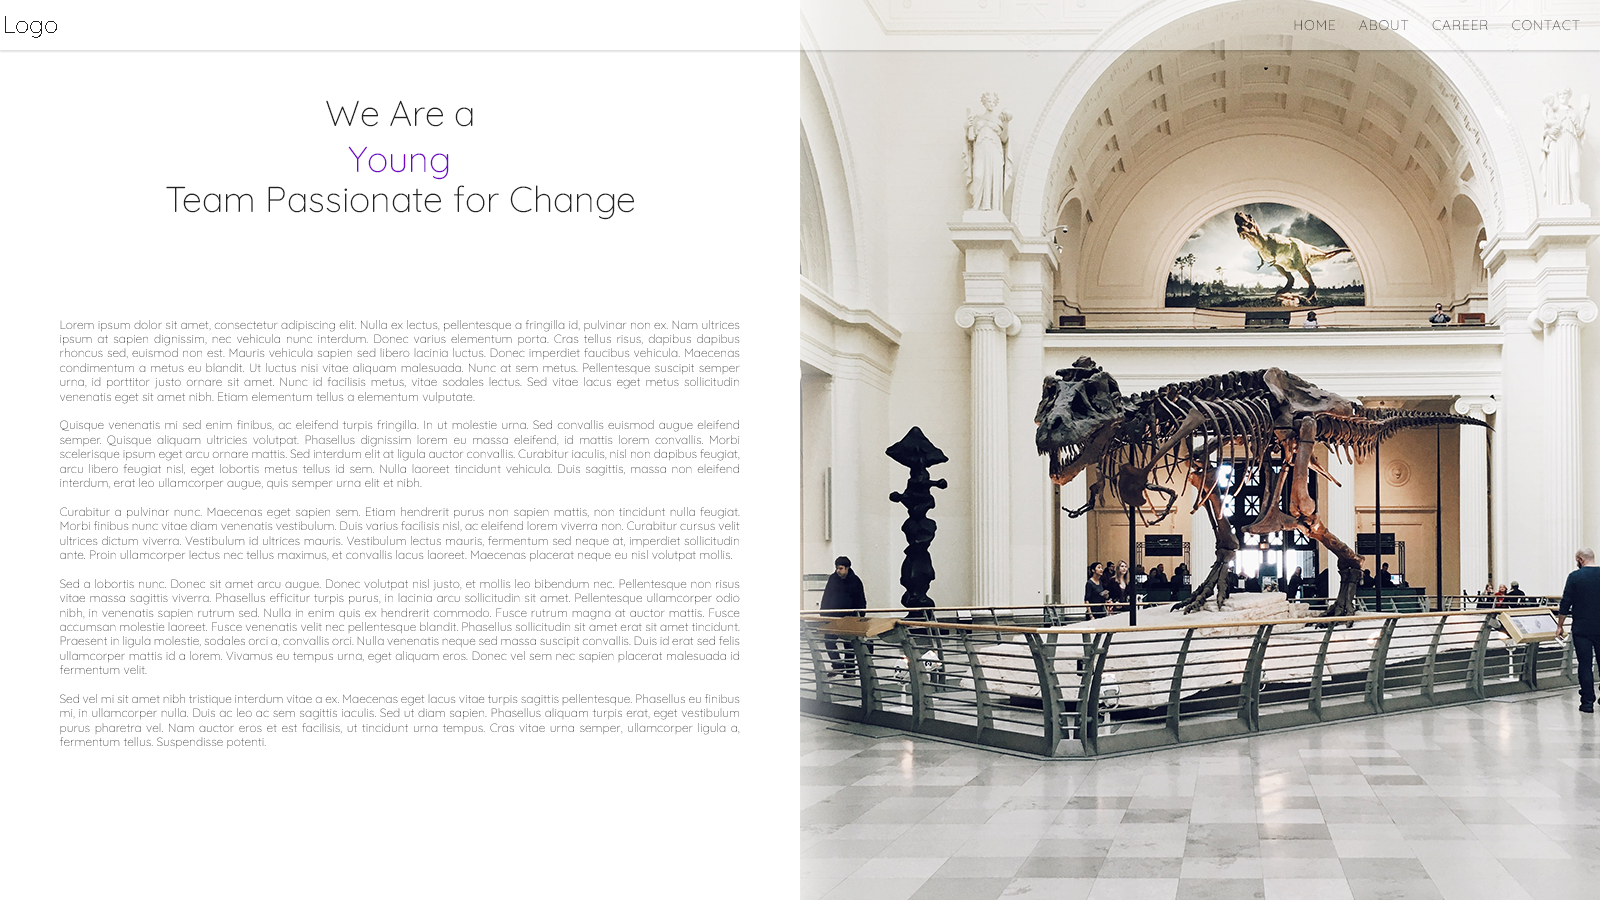 Logo
HOME ABOUT CAREER CONTACT
We Are a
Young
Team Passionate for Change
Lorem ipsum dolor sit amet, consectetur adipiscing elit. Nulla ex lectus, pellentesque a fringilla id, pulvinar non ex. Nam ultrices
ipsum at sapien dignissim, nec vehicula nunc interdum. Donec varius elementum porta. Cras tellus risus, dapibus dapibus
rhoncus sed, euismod non est. Mauris vehicula sapien sed libero lacinia luctus. Donec imperdiet faucibus vehicula. Maecenas
condimentum a metus eu blandit. Ut luctus nisi vitae aliquam malesuada. Nunc at sem metus. Pellentesque suscipit semper
urna, id porttitor justo ornare sit amet. Nunc id facilisis metus, vitae sodales lectus. Sed vitae lacus eget metus sollicitudin
venenatis eget sit amet nibh. Etiam elementum tellus a elementum vulputate.
Quisque venenatis mi sed enim finibus, ac eleifend turpis fringilla. In ut molestie urna. Sed convallis euismod augue eleifend
semper. Quisque aliquam ultricies volutpat. Phasellus dignissim lorem eu massa eleifend, id mattis lorem convallis. Morbi
scelerisque ipsum eget arcu ornare mattis. Sed interdum elit at ligula auctor convallis. Curabitur iaculis, nisl non dapibus feugiat,
arcu libero feugiat nisl, eget lobortis metus tellus id sem. Nulla laoreet tincidunt vehicula. Duis sagittis, massa non eleifend
interdum, erat leo ullamcorper augue, quis semper urna elit et nibh.
Curabitur a pulvinar nunc. Maecenas eget sapien sem. Etiam hendrerit purus non sapien mattis, non tincidunt nulla feugiat.
Morbi finibus nunc vitae diam venenatis vestibulum. Duis varius facilisis nisl, ac eleifend lorem viverra non. Curabitur cursus velit
ultrices dictum viverra. Vestibulum id ultrices mauris. Vestibulum lectus mauris, fermentum sed neque at, imperdiet sollicitudin
ante. Proin ullamcorper lectus nec tellus maximus, et convallis lacus laoreet. Maecenas placerat neque eu nisl volutpat mollis.
Sed a lobortis nunc. Donec sit amet arcu augue. Donec volutpat nisl justo, et mollis leo bibendum nec. Pellentesque non risus
vitae massa sagittis viverra. Phasellus efficitur turpis purus, in lacinia arcu sollicitudin sit amet. Pellentesque ullamcorper odio
nibh, in venenatis sapien rutrum sed. Nulla in enim quis ex hendrerit commodo. Fusce rutrum magna at auctor mattis. Fusce
accumsan molestie laoreet. Fusce venenatis velit nec pellentesque blandit. Phasellus sollicitudin sit amet erat sit amet tincidunt.
Praesent in ligula molestie, sodales orci a, convallis orci. Nulla venenatis neque sed massa suscipit convallis. Duis id erat sed felis
ullamcorper mattis id a lorem. Vivamus eu tempus urna, eget aliquam eros. Donec vel sem nec sapien placerat malesuada id
fermentum velit.
Sed vel mi sit amet nibh tristique interdum vitae a ex. Maecenas eget lacus vitae turpis sagittis pellentesque. Phasellus eu finibus
mi, in ullamcorper nulla. Duis ac leo ac sem sagittis iaculis. Sed ut diam sapien. Phasellus aliquam turpis erat, eget vestibulum
purus pharetra vel. Nam auctor eros et est facilisis, ut tincidunt urna tempus. Cras vitae urna semper, ullamcorper ligula a,
fermentum tellus. Suspendisse potenti.